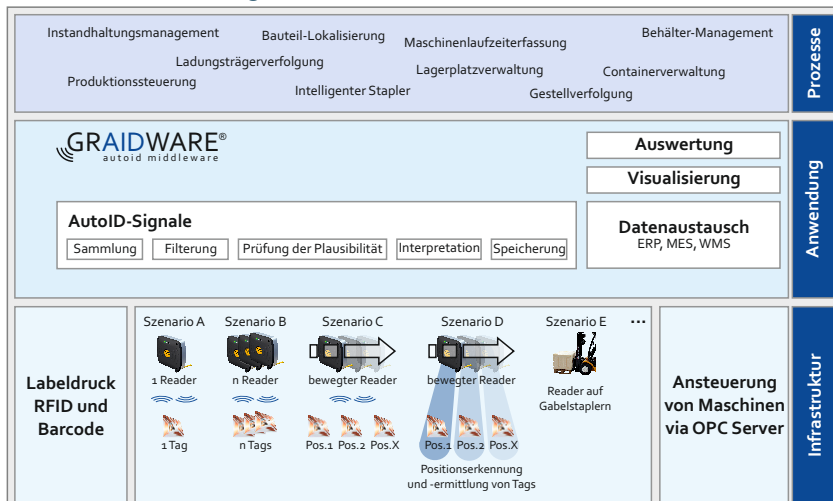 Instandhaltungsmanagement
Bauteil-Lokalisierung
Maschinenlaufzeiterfassung
Behälter-Management
Ladungsträgerverfolgung
Lagerplatzverwaltung
Containerverwaltung
Produktionssteuerung
Intelligenter Stapler
Gestellverfolgung
Prozesse
GRAIDWARE®
autoid middleware
Auswertung
Visualisierung
AutoID-Signale
Sammlung
Filterung
Prüfung der Plausibilität
Interpretation
Speicherung
Datenaustausch
ERP, MES, WMS
Anwendung
Labeldruck
RFID und
Barcode
Szenario A
1 Reader
1 Tag
Szenario B
n Reader
n Tags
Szenario C
bewegter Reader
Pos.1 Pos.2 Pos.X
Szenario D
bewegter Reader
Pos.1 Pos.2 Pos.X
Positionserkennung
und -ermittlung von Tags
Szenario E
Reader auf
Gabelstaplern
...
Ansteuerung
von Maschinen
via OPC Server
Infrastruktur